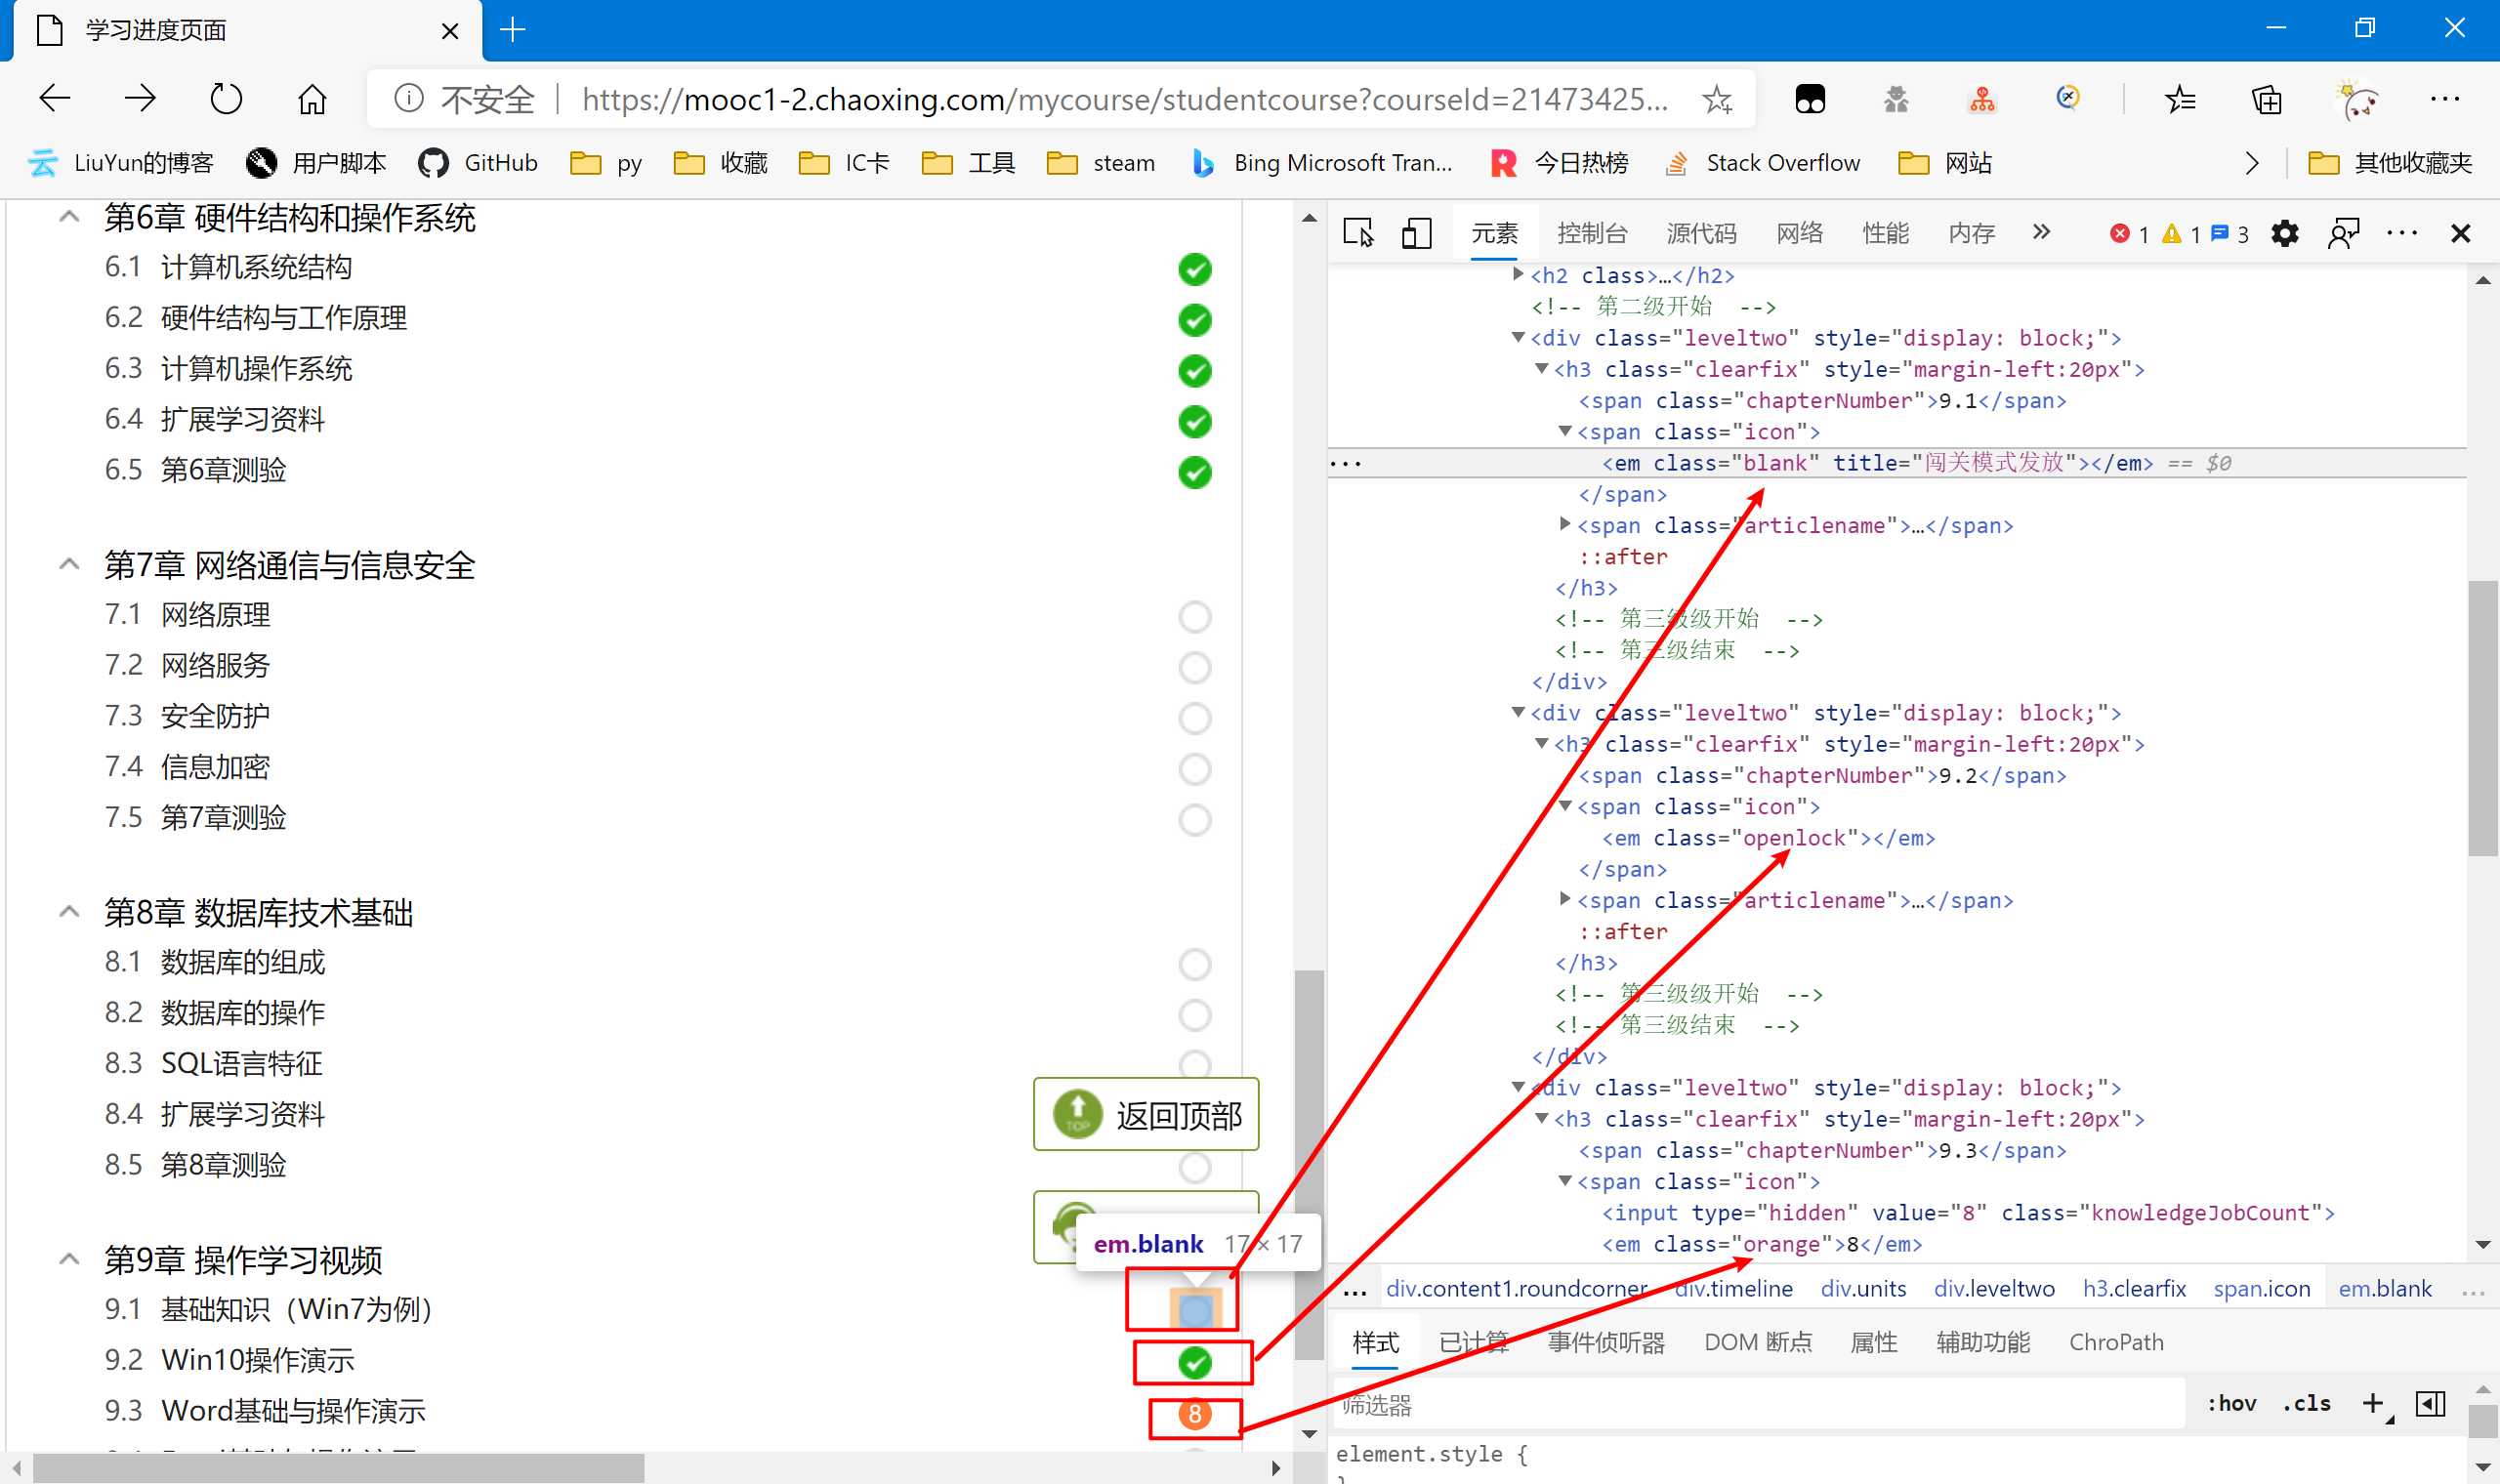 学习进度页面
不安全 https://mooc1-2.chaoxing.com/mycourse/studentcourse?courseId=21473425...
LiuYun的博客 用户脚本 GitHub py 收藏 IC卡 工具 steam Bing Microsoft Tran... 今日热榜 Stack Overflow 网站 其他收藏夹
第6章 硬件结构和操作系统
6.1 计算机系统结构
6.2 硬件结构与工作原理
6.3 计算机操作系统
6.4 扩展学习资料
6.5 第6章测验
第7章 网络通信与信息安全
7.1 网络原理
7.2 网络服务
7.3 安全防护
7.4 信息加密
7.5 第7章测验
第8章 数据库技术基础
8.1 数据库的组成
8.2 数据库的操作
8.3 SQL语言特征
8.4 扩展学习资料
8.5 第8章测验
TOP 返回顶部
em.blank 17 × 17
第9章 操作学习视频
9.1 基础知识（Win7为例）
9.2 Win10操作演示
9.3 Word基础与操作演示 8
元素 控制台 源代码 网络 性能 内存 1 1 3
<h2 class>…</h2>
<!-- 第二级开始 -->
<div class="leveltwo" style="display: block;">
<h3 class="clearfix" style="margin-left:20px">
<span class="chapterNumber">9.1</span>
<span class="icon">
<em class="blank" title="闯关模式发放"></em> == $0
</span>
<span class="articlename">…</span>
::after
</h3>
<!-- 第三级级开始 -->
<!-- 第三级结束 -->
</div>
<div class="leveltwo" style="display: block;">
<h3 class="clearfix" style="margin-left:20px">
<span class="chapterNumber">9.2</span>
<span class="icon">
<em class="openlock"></em>
</span>
<span class="articlename">…</span>
::after
</h3>
<!-- 第三级级开始 -->
<!-- 第三级结束 -->
</div>
<div class="leveltwo" style="display: block;">
<h3 class="clearfix" style="margin-left:20px">
<span class="chapterNumber">9.3</span>
<span class="icon">
<input type="hidden" value="8" class="knowledgeJobCount">
<em class="orange">8</em>
... div.content1.roundcorner div.timeline div.units div.leveltwo h3.clearfix span.icon em.blank ...
样式 已计算 事件侦听器 DOM 断点 属性 辅助功能 ChroPath
筛选器 :hov .cls
element.style {